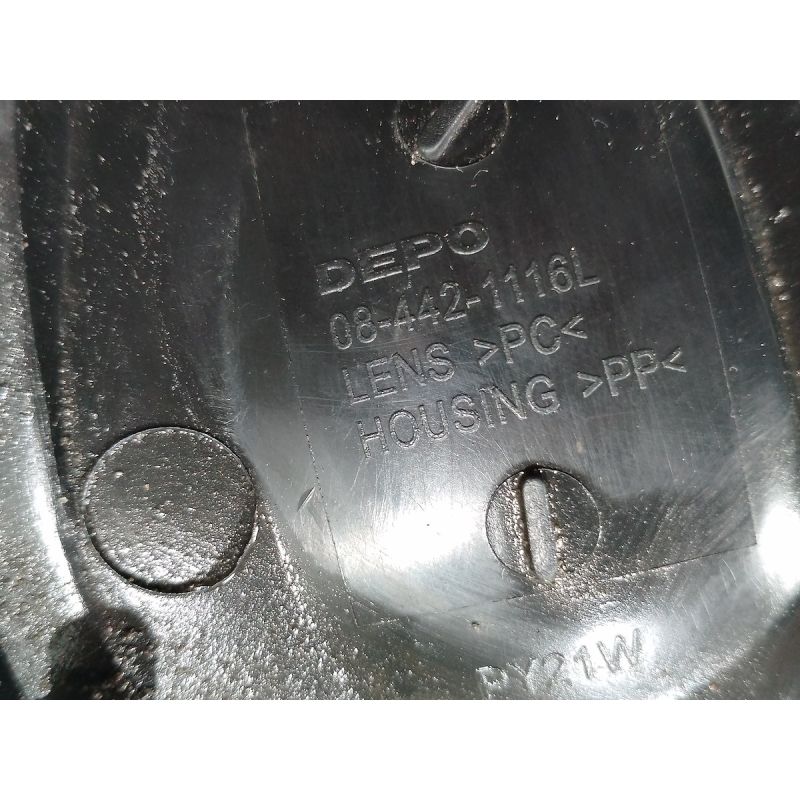 DEPO
08-442-1116L
LENS >PC<
HOUSING >PP<
PY21W